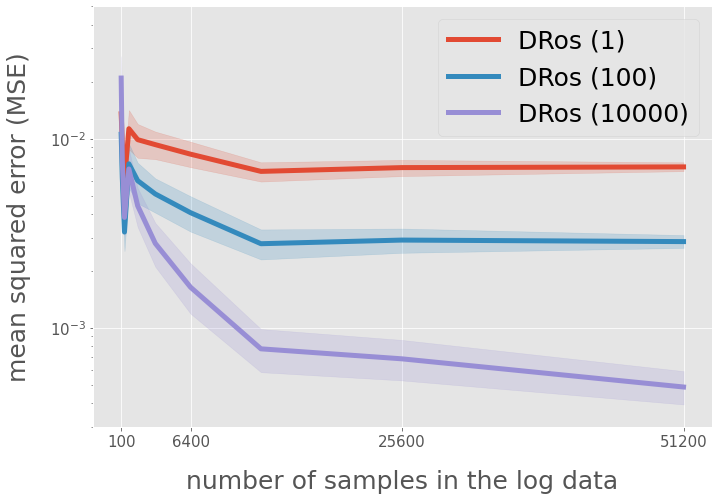 mean squared error (MSE)
10⁻²
10⁻³
DRos (1)
DRos (100)
DRos (10000)
100
6400
25600
51200
number of samples in the log data